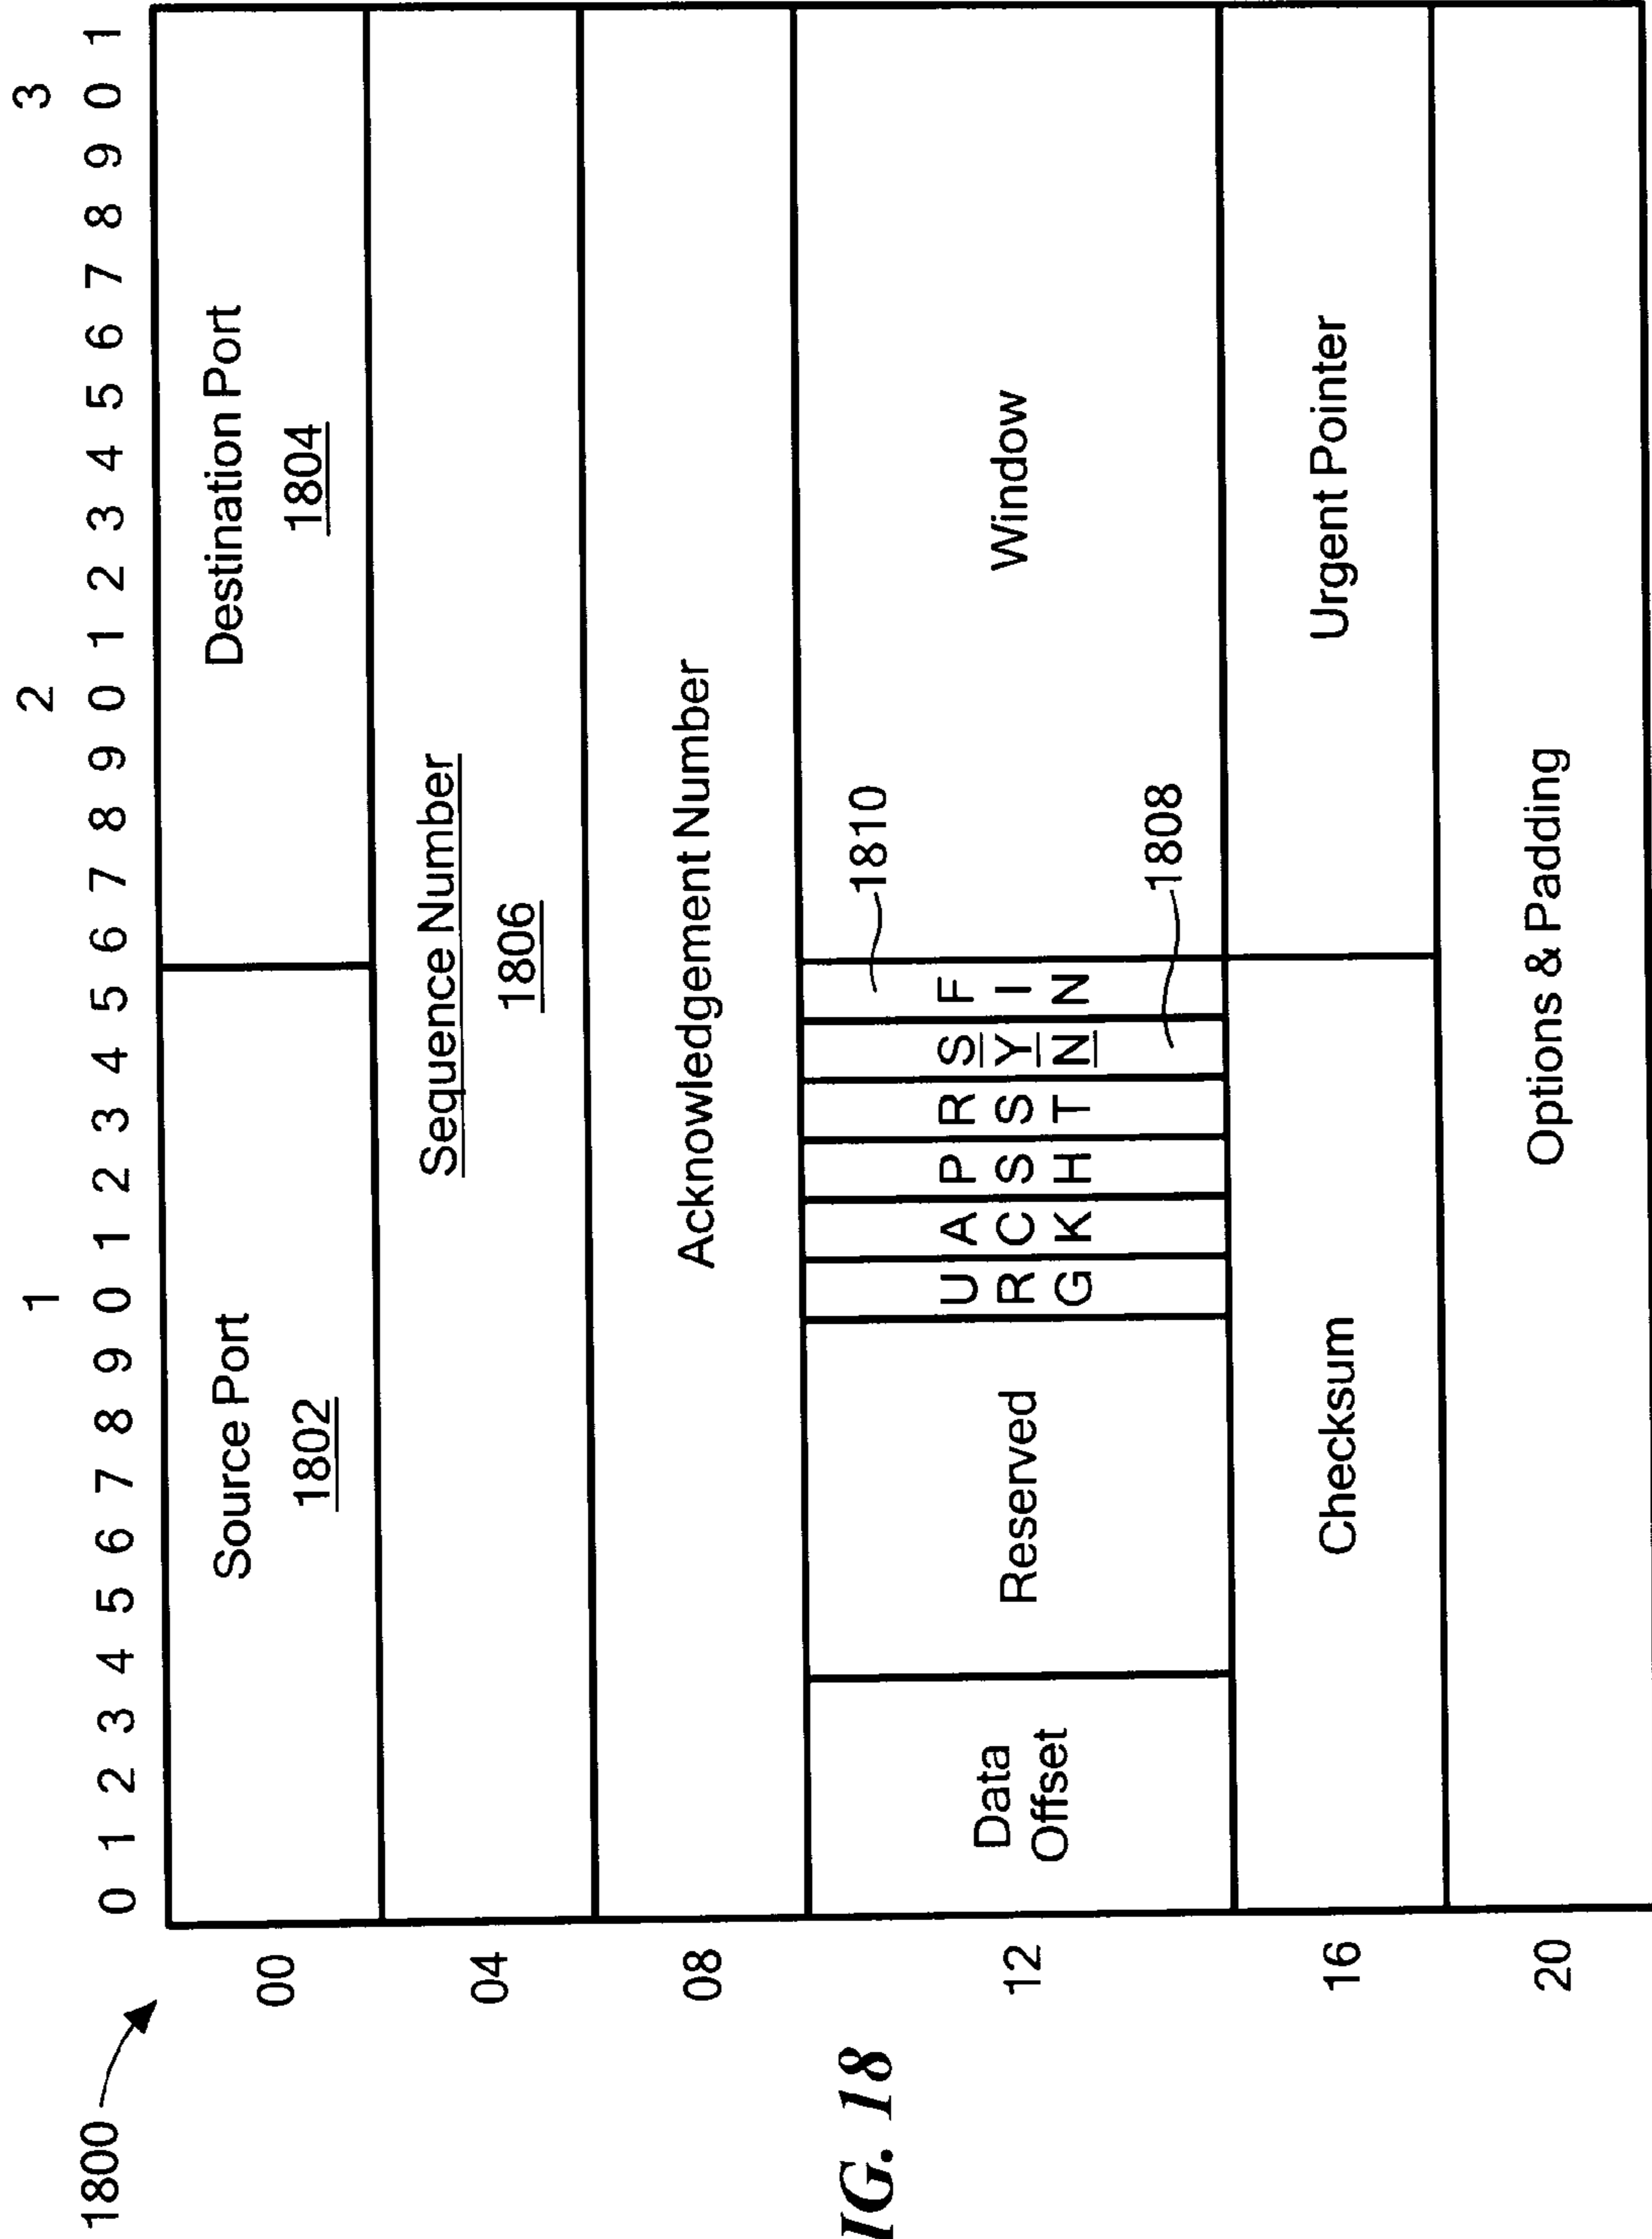 1800
1 2 3
0 1 2 3 4 5 6 7 8 9 0 1 2 3 4 5 6 7 8 9 0 1 2 3 4 5 6 7 8 9 0 1
00
Source Port
1802
Destination Port
1804
04
Sequence Number
1806
08
Acknowledgement Number
12
Data
Offset
Reserved
URG
ACK
PSH
RST
SYN
FIN
1810
1808
Window
16
Checksum
Urgent Pointer
20
Options & Padding
IG. 18